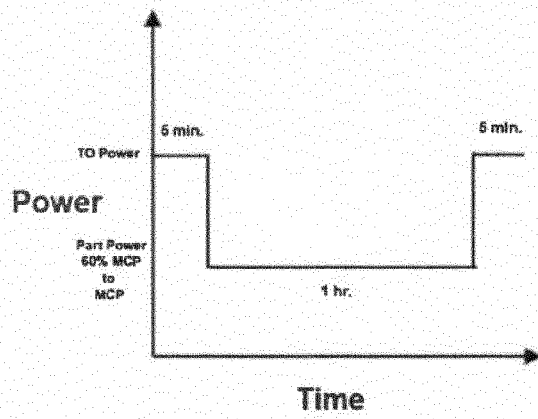 5 min.
5 min.
TO Power
Power
Part Power
60% MCP
to
MCP
1 hr.
Time